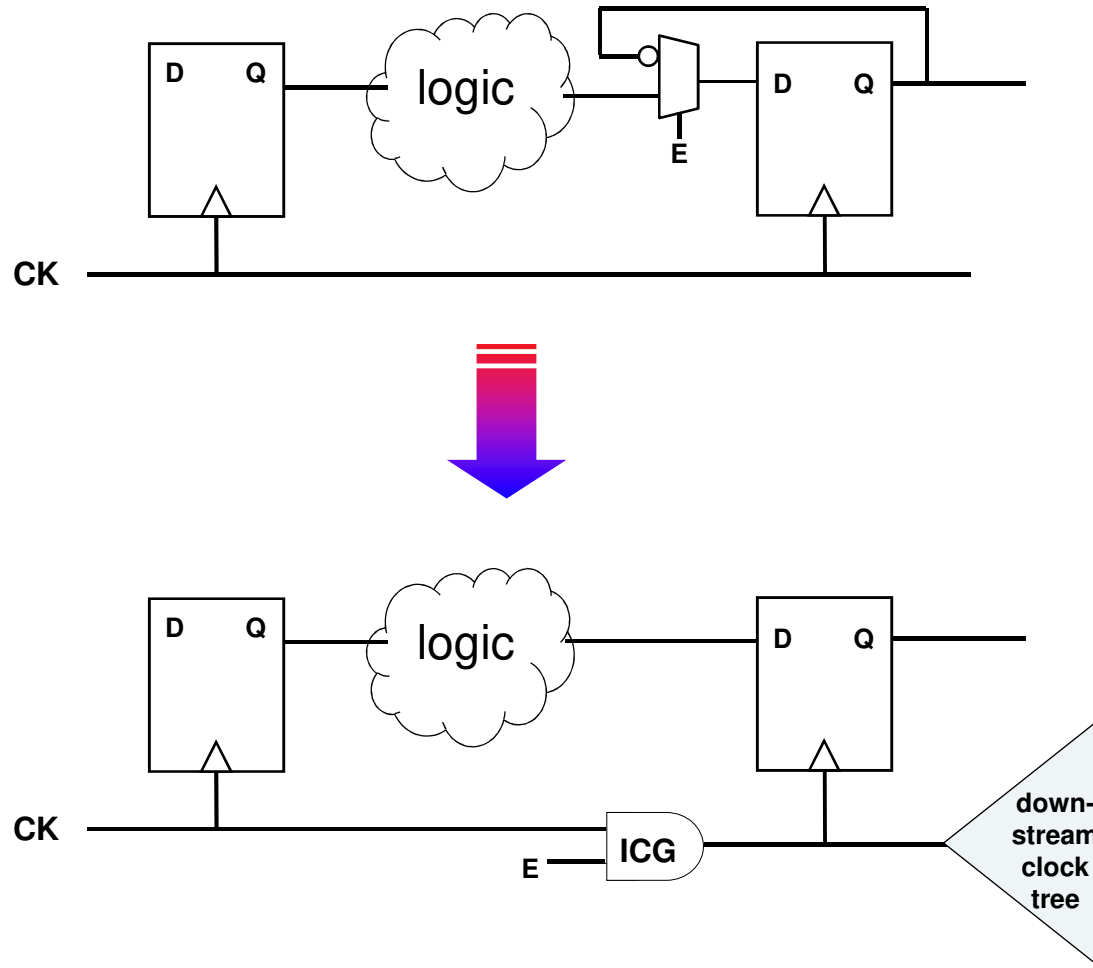 D Q
logic
D Q
E
CK
D Q
logic
D Q
CK
ICG
E
down-
stream
clock
tree